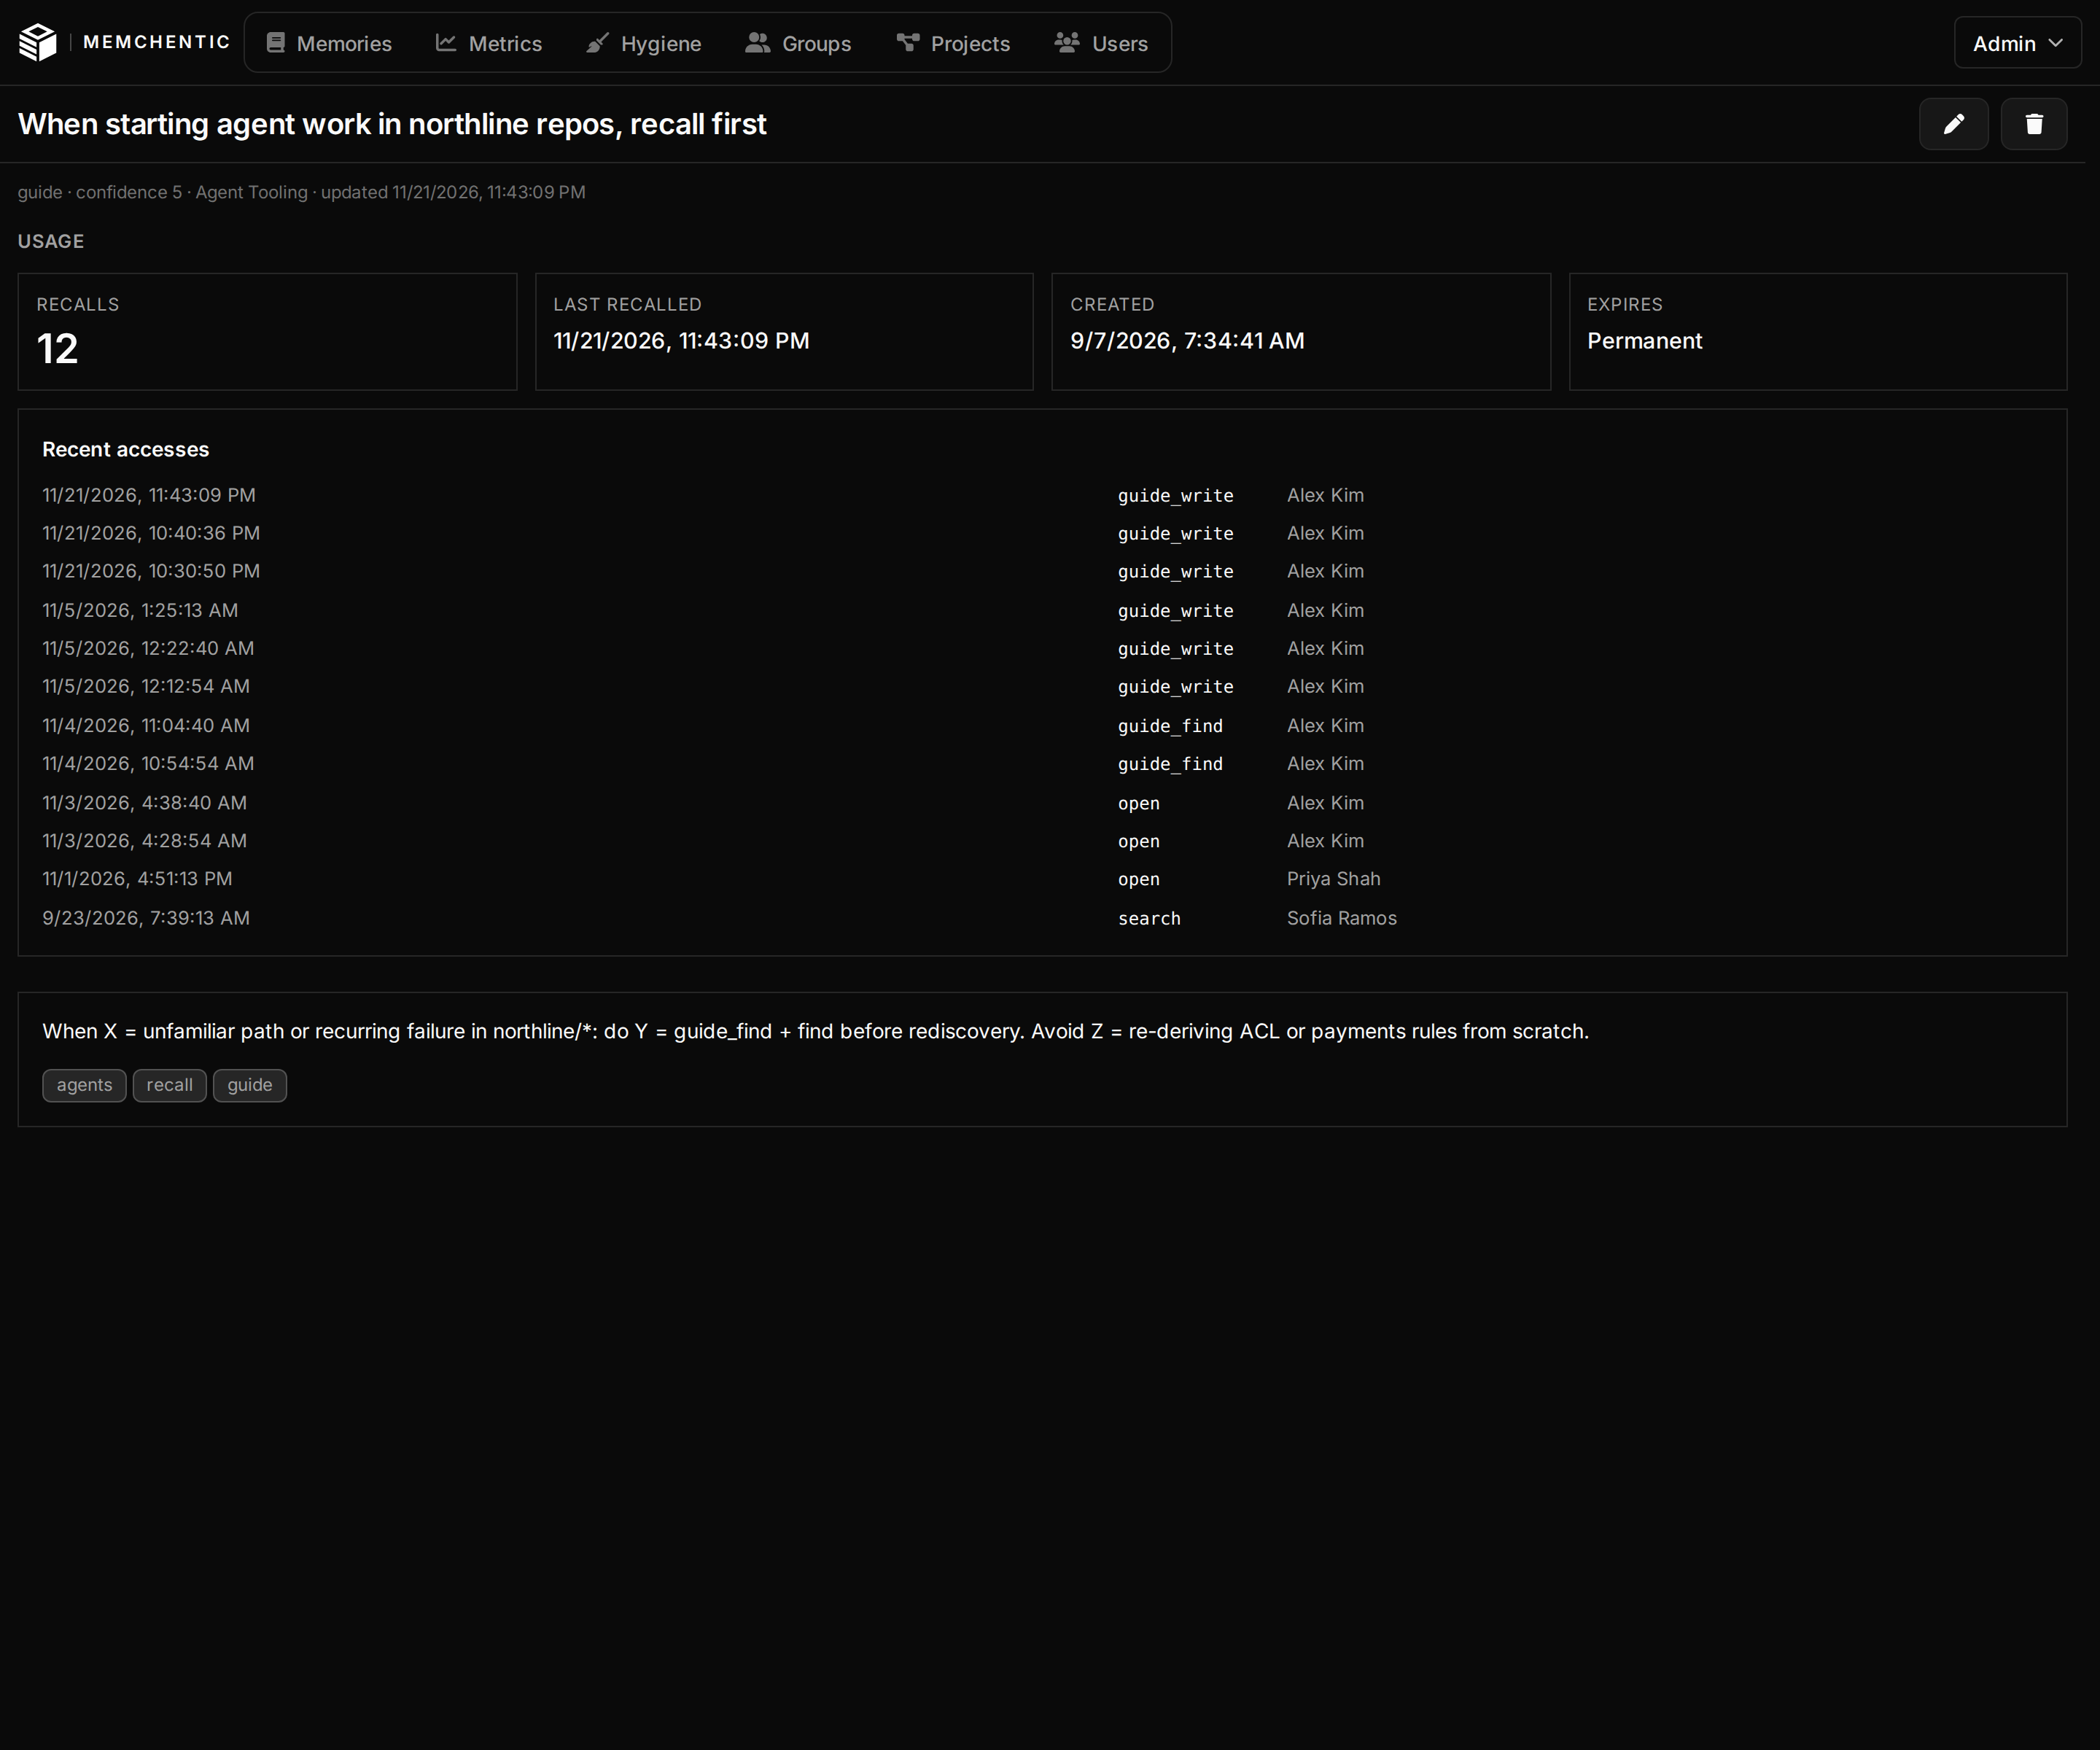 MEMCHENTIC Memories Metrics Hygiene Groups Projects Users Admin
When starting agent work in northline repos, recall first
guide · confidence 5 · Agent Tooling · updated 11/21/2026, 11:43:09 PM
USAGE
RECALLS
12
LAST RECALLED
11/21/2026, 11:43:09 PM
CREATED
9/7/2026, 7:34:41 AM
EXPIRES
Permanent
Recent accesses
11/21/2026, 11:43:09 PM guide_write Alex Kim
11/21/2026, 10:40:36 PM guide_write Alex Kim
11/21/2026, 10:30:50 PM guide_write Alex Kim
11/5/2026, 1:25:13 AM guide_write Alex Kim
11/5/2026, 12:22:40 AM guide_write Alex Kim
11/5/2026, 12:12:54 AM guide_write Alex Kim
11/4/2026, 11:04:40 AM guide_find Alex Kim
11/4/2026, 10:54:54 AM guide_find Alex Kim
11/3/2026, 4:38:40 AM open Alex Kim
11/3/2026, 4:28:54 AM open Alex Kim
11/1/2026, 4:51:13 PM open Priya Shah
9/23/2026, 7:39:13 AM search Sofia Ramos
When X = unfamiliar path or recurring failure in northline/*: do Y = guide_find + find before rediscovery. Avoid Z = re-deriving ACL or payments rules from scratch.
agents recall guide